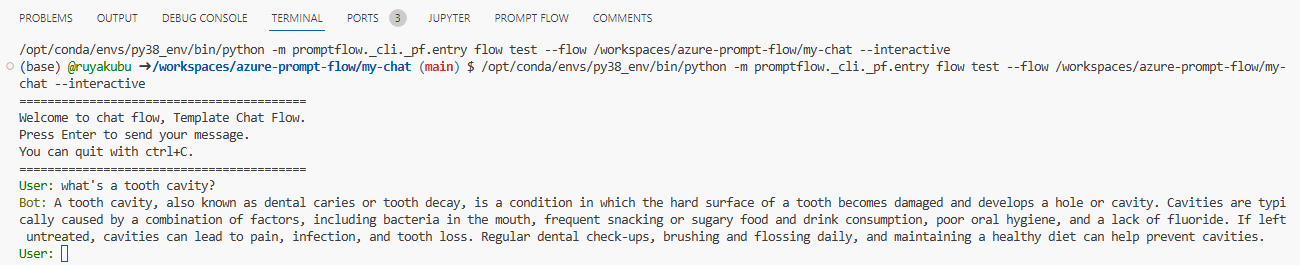 PROBLEMS OUTPUT DEBUG CONSOLE TERMINAL PORTS 3 JUPYTER PROMPT FLOW COMMENTS
/opt/conda/envs/py38_env/bin/python -m promptflow._cli._pf.entry flow test --flow /workspaces/azure-prompt-flow/my-chat --interactive
(base) @ruyakubu ➜/workspaces/azure-prompt-flow/my-chat (main) $ /opt/conda/envs/py38_env/bin/python -m promptflow._cli._pf.entry flow test --flow /workspaces/azure-prompt-flow/my-
chat --interactive
=========================================
Welcome to chat flow, Template Chat Flow.
Press Enter to send your message.
You can quit with ctrl+C.
=========================================
User: what's a tooth cavity?
Bot: A tooth cavity, also known as dental caries or tooth decay, is a condition in which the hard surface of a tooth becomes damaged and develops a hole or cavity. Cavities are typi
cally caused by a combination of factors, including bacteria in the mouth, frequent snacking or sugary food and drink consumption, poor oral hygiene, and a lack of fluoride. If left
untreated, cavities can lead to pain, infection, and tooth loss. Regular dental check-ups, brushing and flossing daily, and maintaining a healthy diet can help prevent cavities.
User: